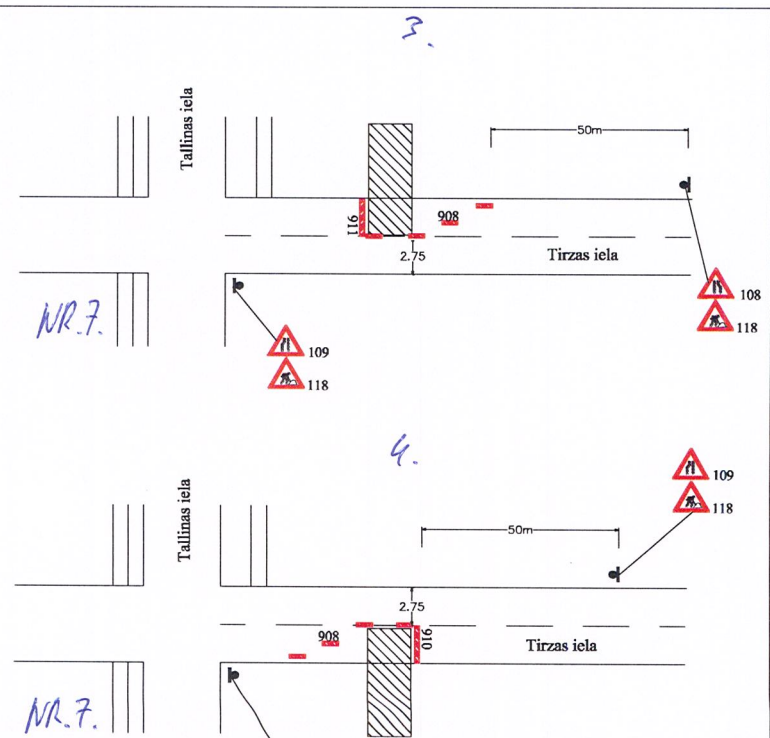 3.
Tallinas iela
50m
911
908
Tirzas iela
2.75
108
118
NR.7.
109
118
4.
109
118
Tallinas iela
50m
2.75
908
910
Tirzas iela
NR.7.